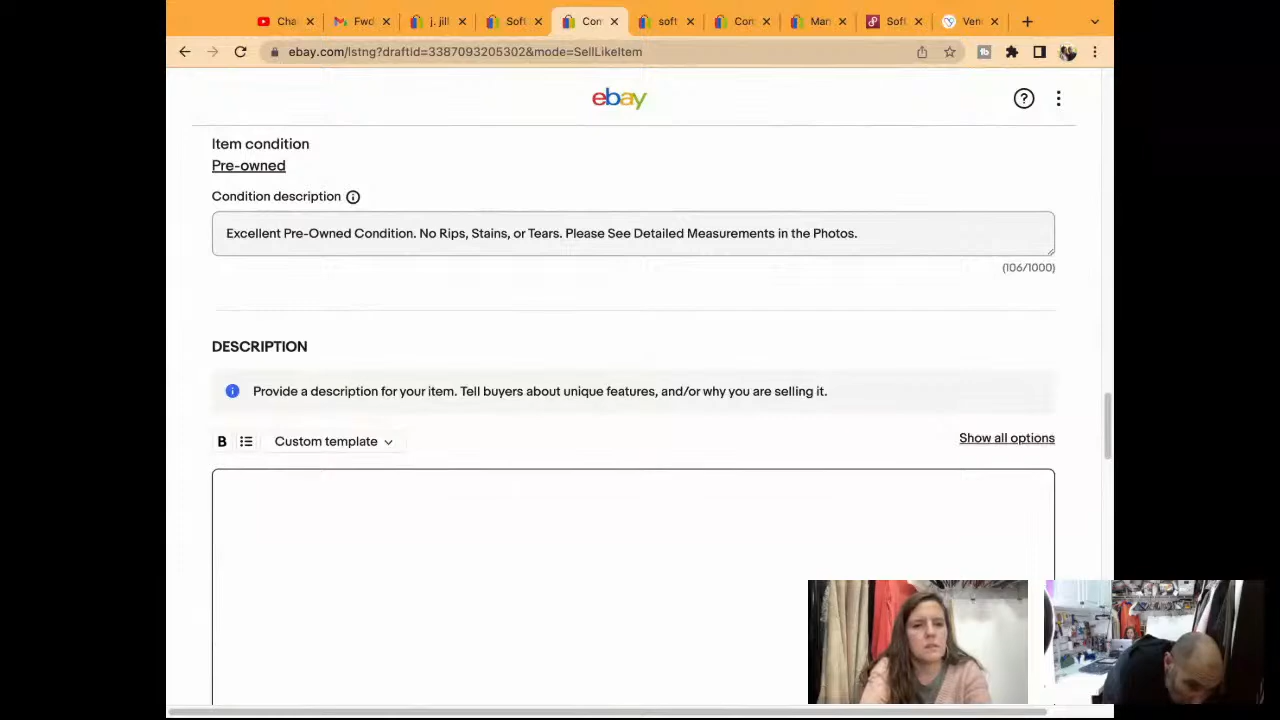 Cha
Fwd
j. jill
Soft
Con
soft
Con
Man
Soft
Ven
ebay.com/lstng?draftid=3387093205302&mode=SellLikeItem
ebay
Item condition
Pre-owned
Condition description
Excellent Pre-Owned Condition. No Rips, Stains, or Tears. Please See Detailed Measurements in the Photos.
(106/1000)
DESCRIPTION
Provide a description for your item. Tell buyers about unique features, and/or why you are selling it.
B
Custom template
Show all options